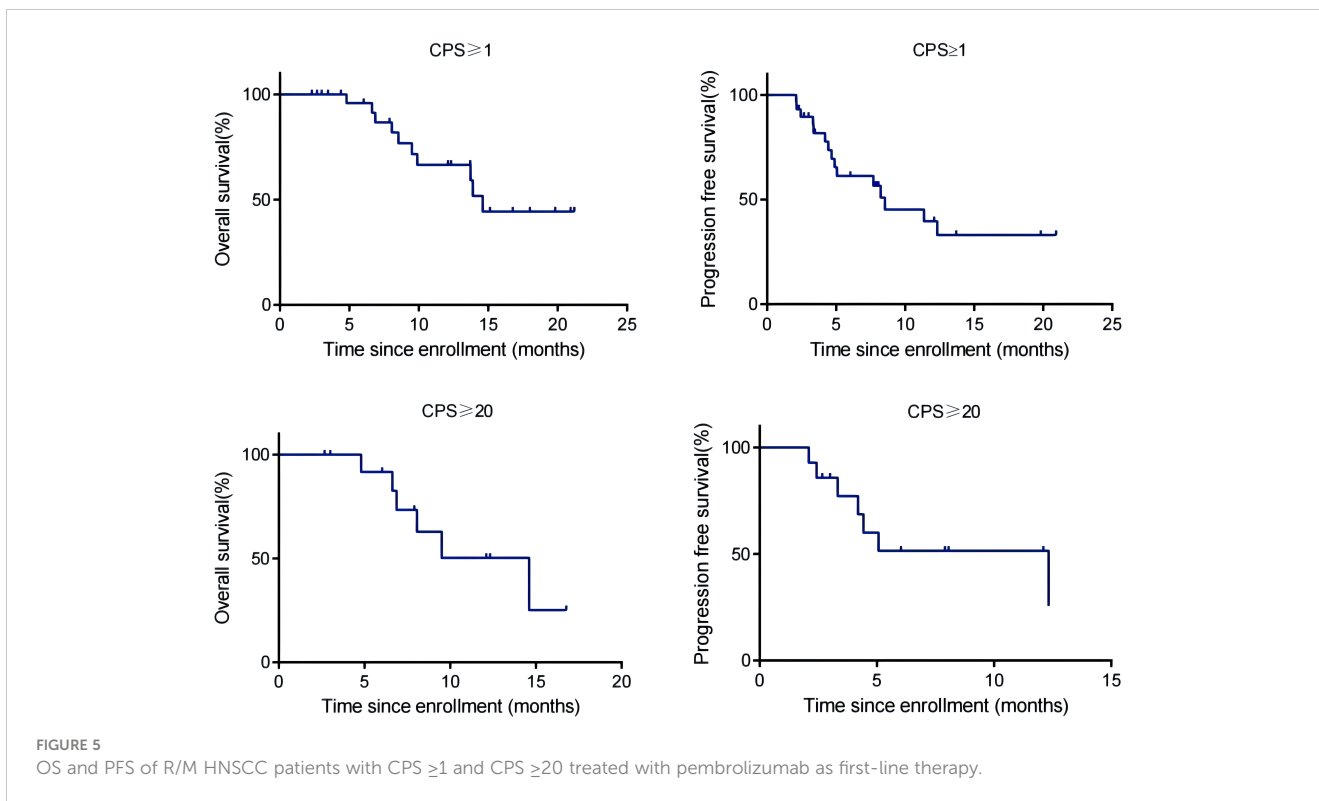 CPS⩾1
Overall survival(%)
100
50
0
0 5 10 15 20 25
Time since enrollment (months)
CPS≥1
Progression free survival(%)
100
50
0
0 5 10 15 20 25
Time since enrollment (months)
CPS⩾20
Overall survival(%)
100
50
0
0 5 10 15 20
Time since enrollment (months)
CPS⩾20
Progression free survival(%)
100
50
0
0 5 10 15
Time since enrollment (months)
FIGURE 5
OS and PFS of R/M HNSCC patients with CPS ≥1 and CPS ≥20 treated with pembrolizumab as first-line therapy.